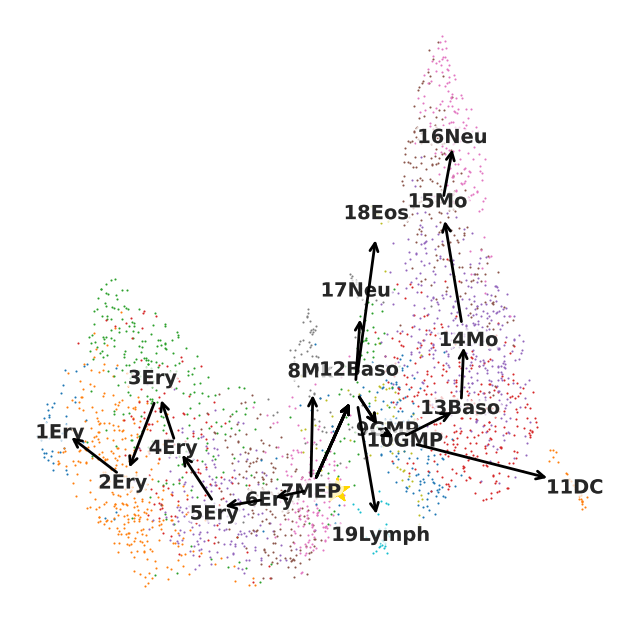 16Neu
15Mo
18Eos
17Neu
14Mo
8M
12Baso
3Ery
13Baso
1Ery
9GMP
10GMP
4Ery
2Ery
7MEP
11DC
6Ery
5Ery
19Lymph